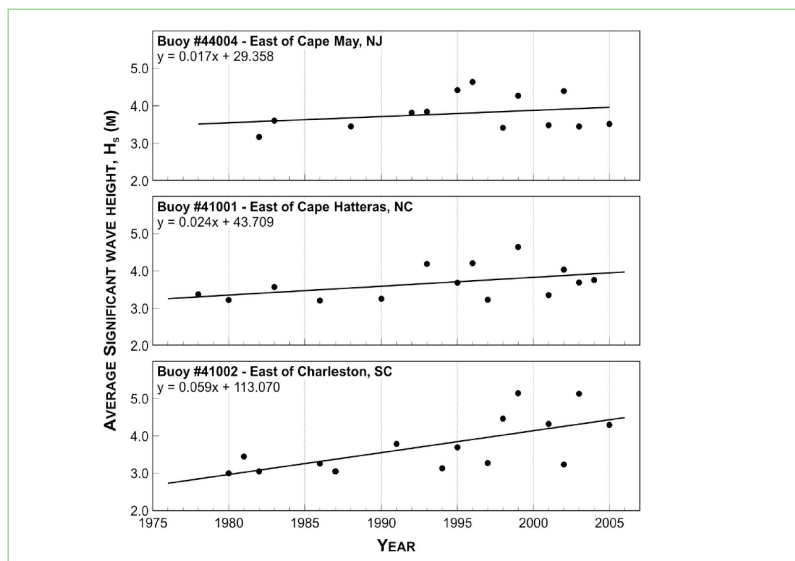 Buoy #44004 - East of Cape May, NJ
y = 0.017x + 29.358
5.0
4.0
3.0
2.0
Buoy #41001 - East of Cape Hatteras, NC
y = 0.024x + 43.709
5.0
4.0
3.0
2.0
Buoy #41002 - East of Charleston, SC
y = 0.059x + 113.070
5.0
4.0
3.0
2.0
1975 1980 1985 1990 1995 2000 2005
YEAR
AVERAGE SIGNIFICANT WAVE HEIGHT, Hs (M)